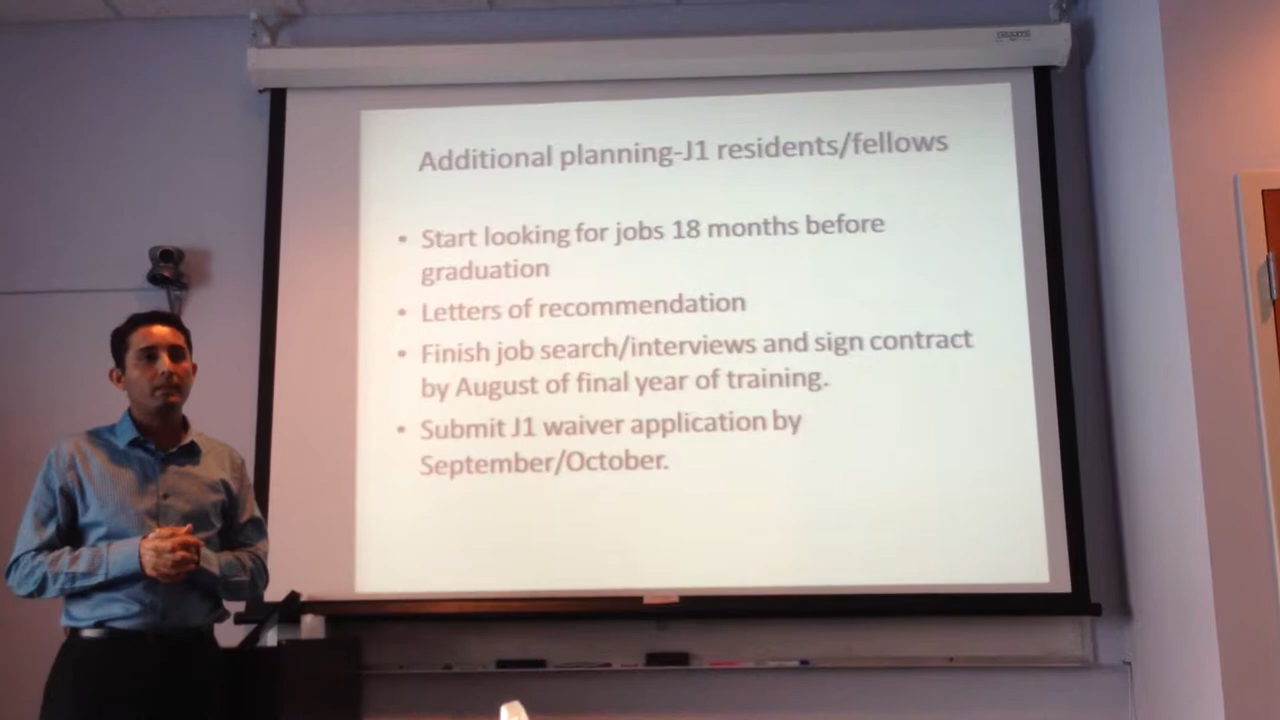 Additional planning-J1 residents/fellows
• Start looking for jobs 18 months before
graduation
• Letters of recommendation
• Finish job search/interviews and sign contract
by August of final year of training.
• Submit J1 waiver application by
September/October.